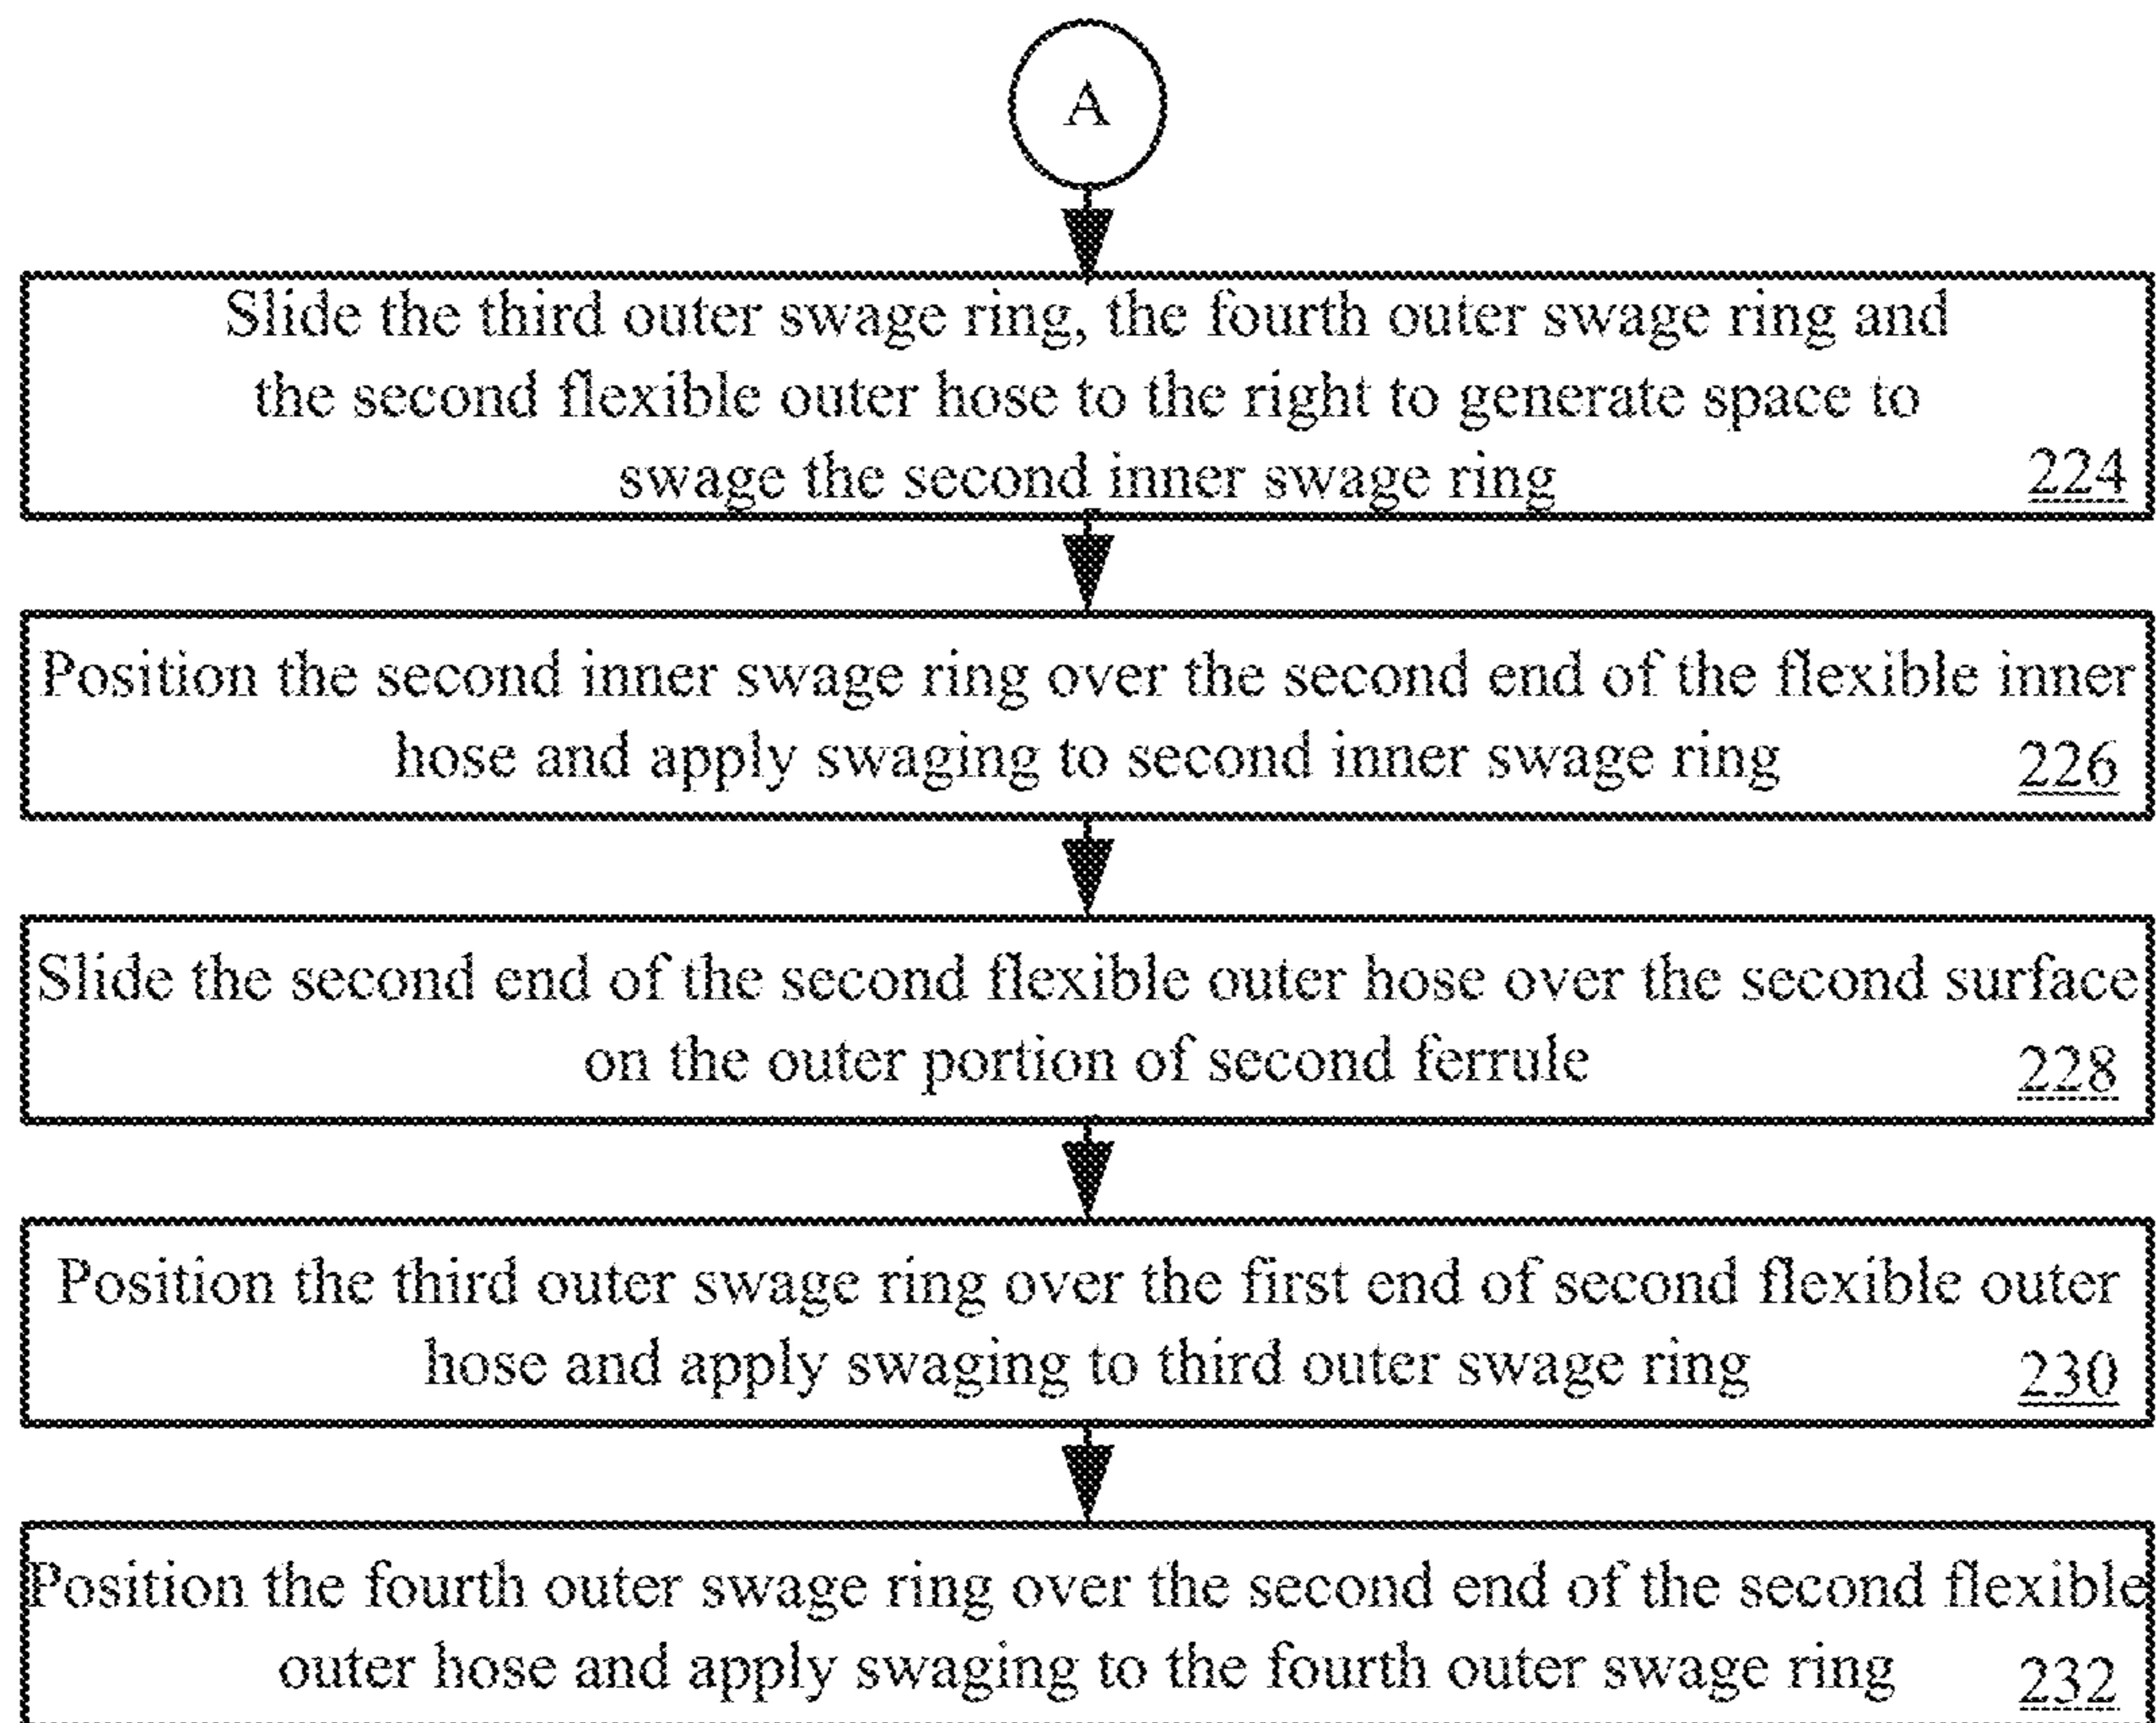 A
Slide the third outer swage ring, the fourth outer swage ring and
the second flexible outer hose to the right to generate space to
swage the second inner swage ring 224
Position the second inner swage ring over the second end of the flexible inner
hose and apply swaging to second inner swage ring 226
Slide the second end of the second flexible outer hose over the second surface
on the outer portion of second ferrule 228
Position the third outer swage ring over the first end of second flexible outer
hose and apply swaging to third outer swage ring 230
Position the fourth outer swage ring over the second end of the second flexible
outer hose and apply swaging to the fourth outer swage ring 232